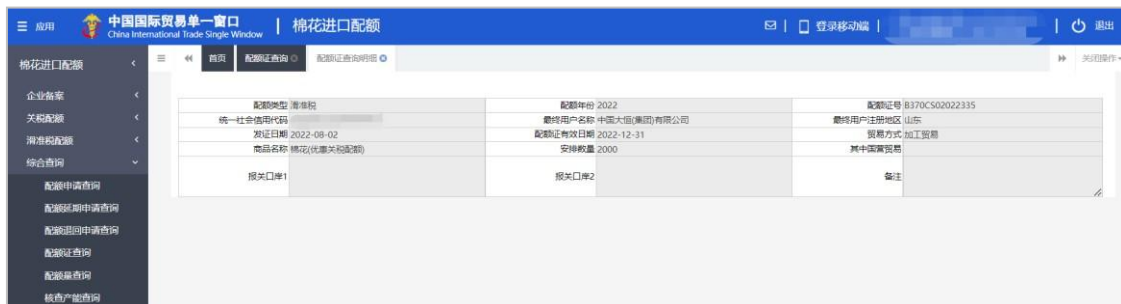 应用 中国国际贸易单一窗口 棉花进口配额 登录移动端 退出
China International Trade Single Window
棉花进口配额 首页 配额证查询 配额证查询明细 关闭操作
企业备案
关税配额
滑准税配额
综合查询
配额申请查询
配额延期申请查询
配额退回申请查询
配额证查询
配额量查询
核查产能查询
配额类型 滑准税 配额年份 2022 配额证号 B370CS02022335
统一社会信用代码 最终用户名称 中国大恒(集团)有限公司 最终用户注册地区 山东
发证日期 2022-08-02 配额证有效日期 2022-12-31 贸易方式 加工贸易
商品名称 棉花(优惠关税配额) 安排数量 2000 其中国营贸易
报关口岸1 报关口岸2 备注